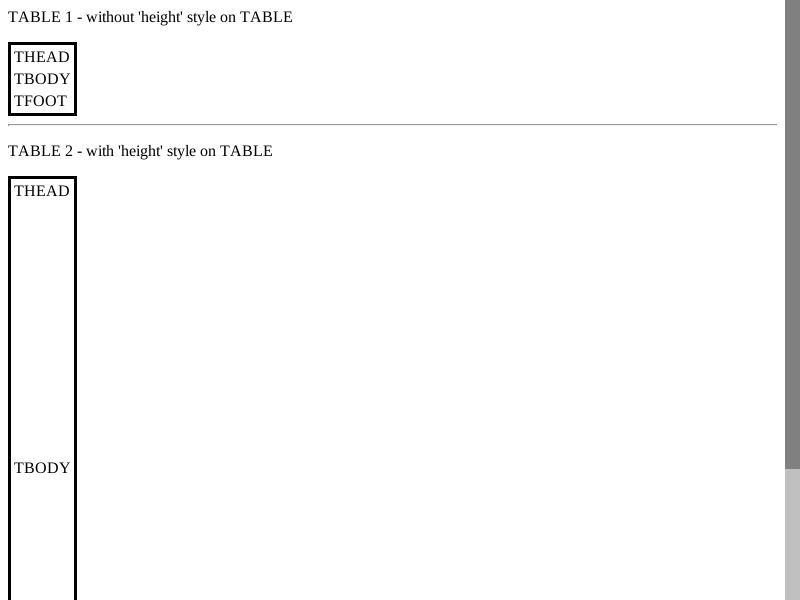 TABLE 1 - without 'height' style on TABLE
THEAD
TBODY
TFOOT
TABLE 2 - with 'height' style on TABLE
THEAD
TBODY